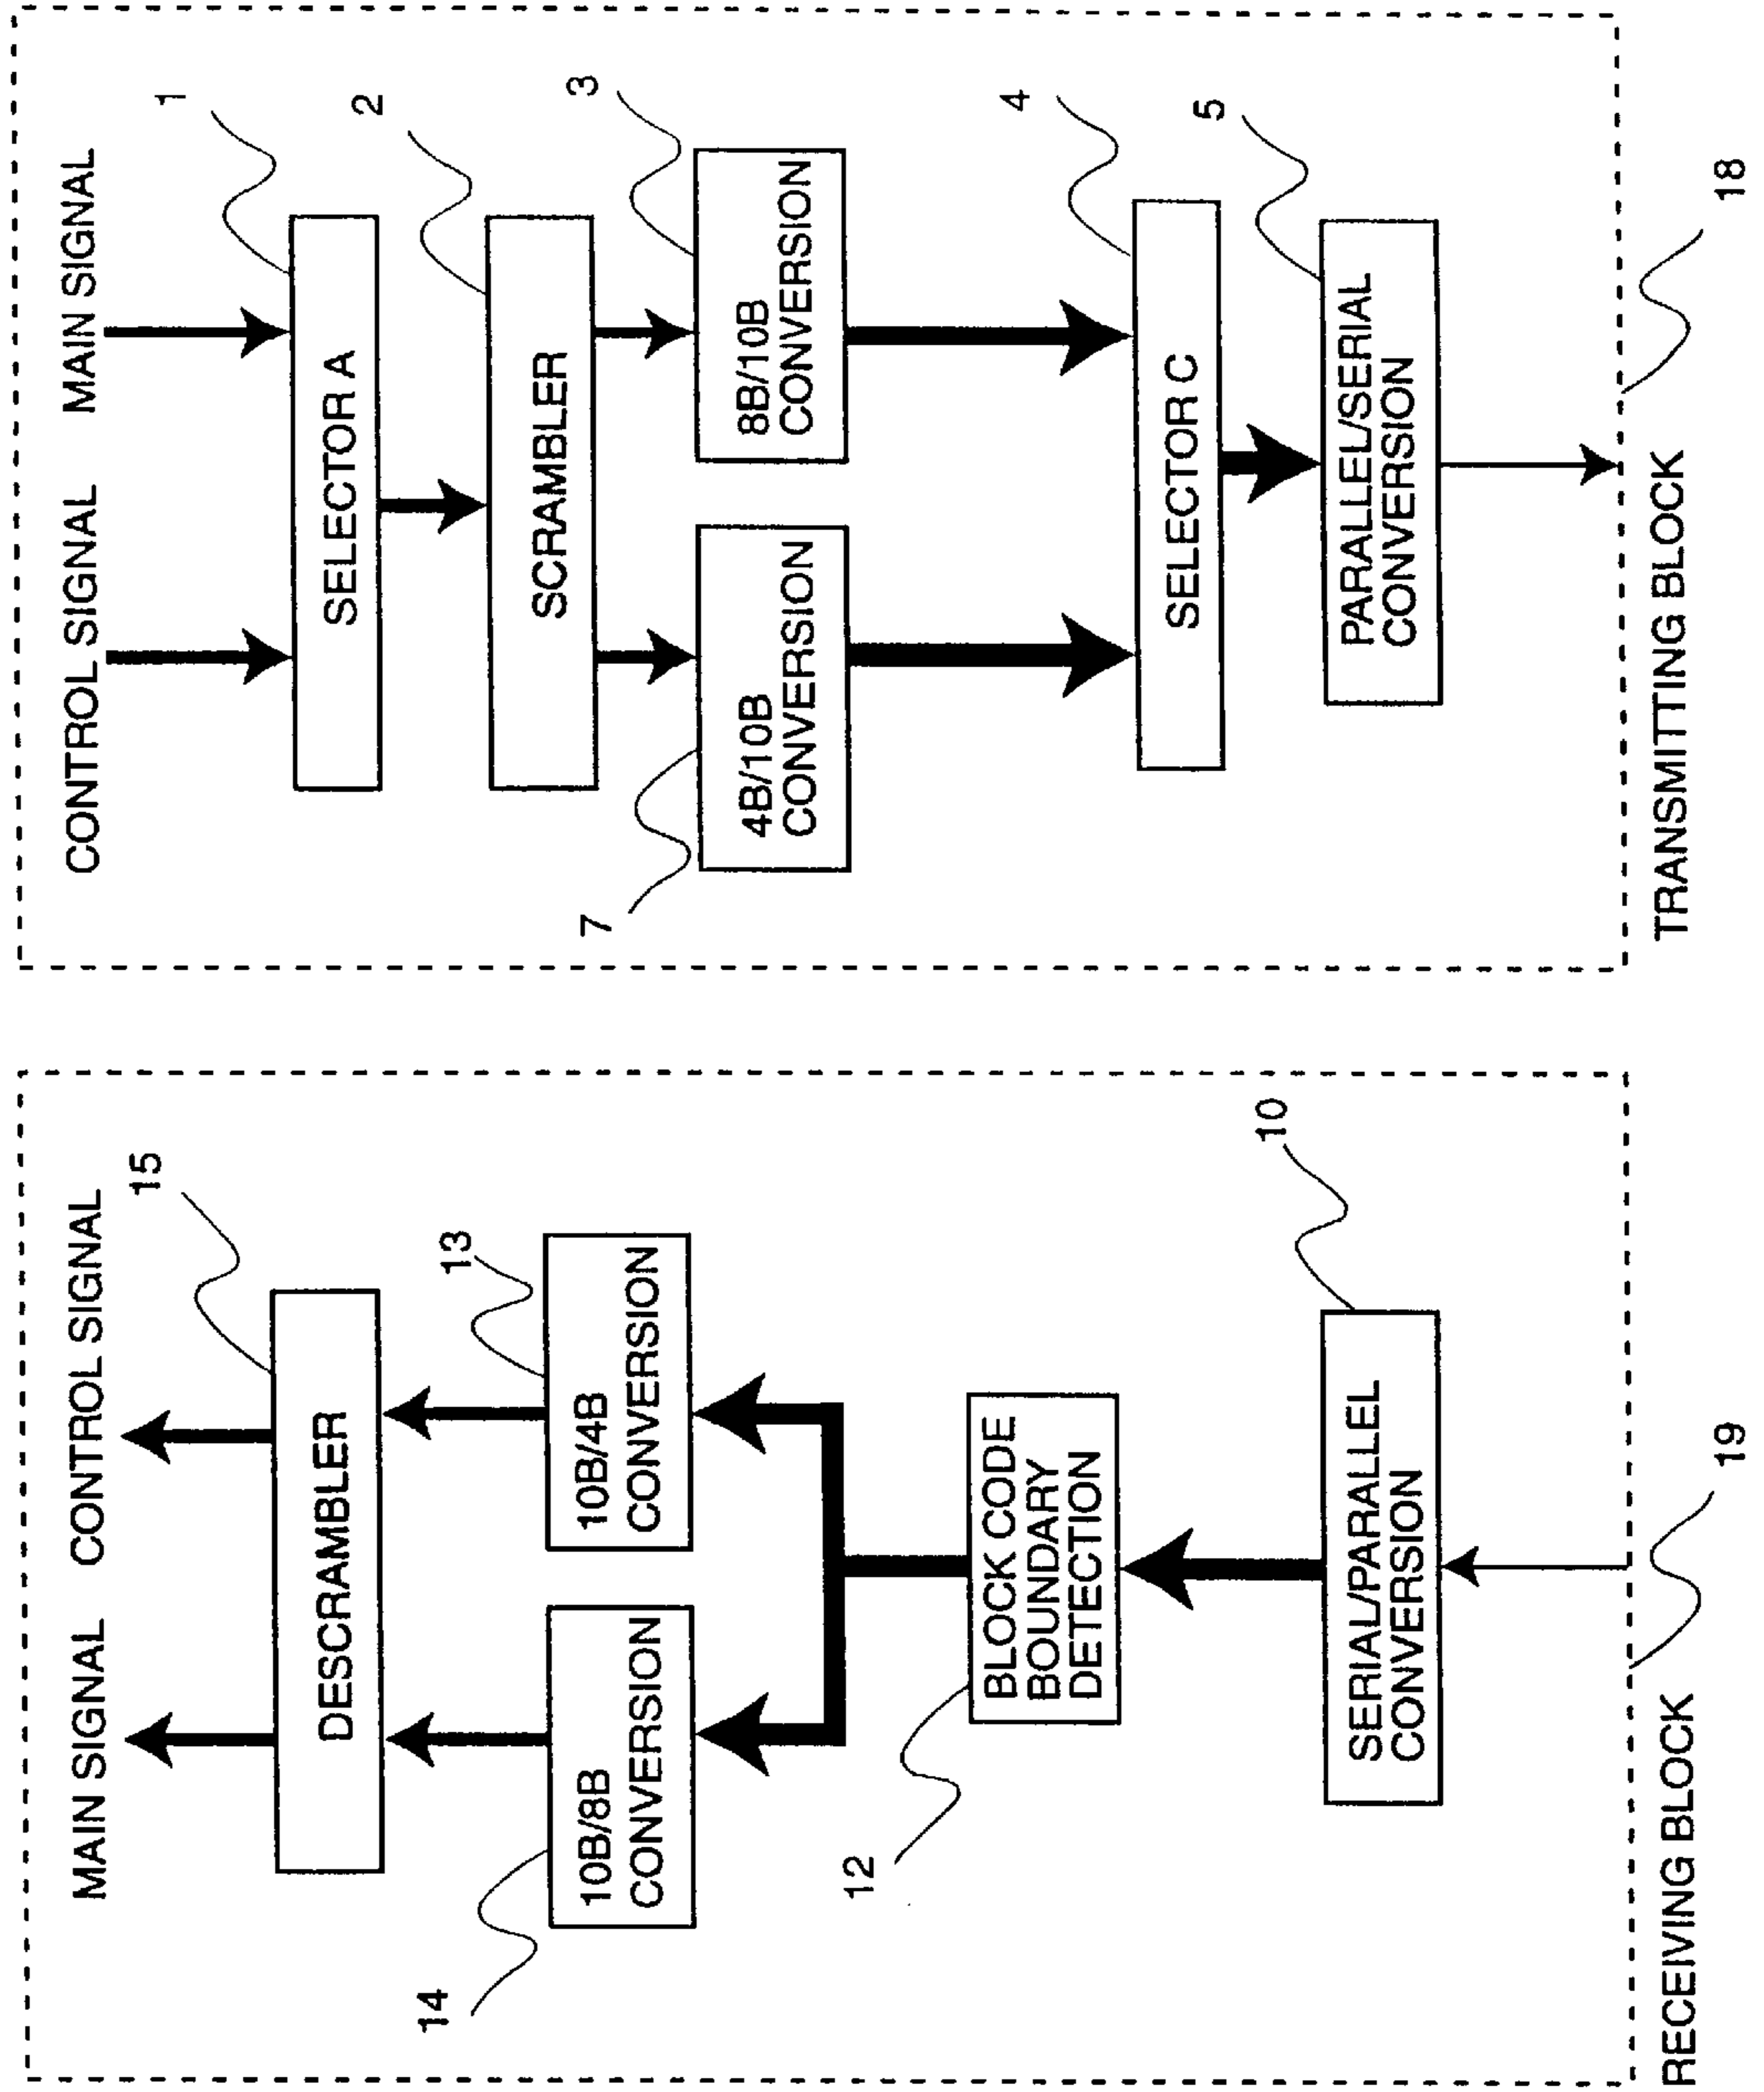 MAIN SIGNAL
CONTROL SIGNAL
15
DESCRAMBLER
14
10B/8B
CONVERSION
13
10B/4B
CONVERSION
12
BLOCK CODE
BOUNDARY
DETECTION
10
SERIAL/PARALLEL
CONVERSION
RECEIVING BLOCK
19
CONTROL SIGNAL
MAIN SIGNAL
1
SELECTOR A
2
SCRAMBLER
7
4B/10B
CONVERSION
3
8B/10B
CONVERSION
4
SELECTOR C
5
PARALLEL/SERIAL
CONVERSION
TRANSMITTING BLOCK
18